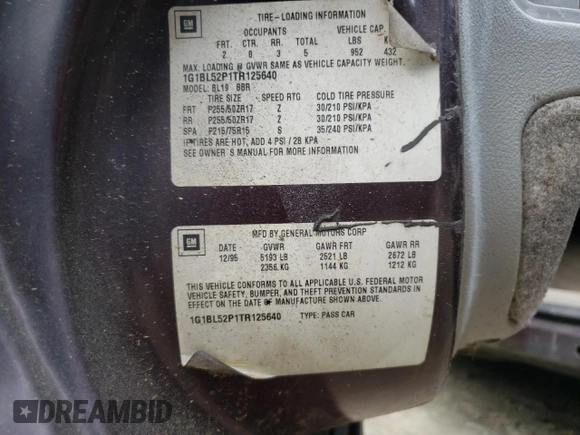 GM
TIRE-LOADING INFORMATION
OCCUPANTS VEHICLE CAP.
FRT. CTR. RR. TOTAL LBS
2 0 3 5 952 432
MAX. LOADING @ GVWR SAME AS VEHICLE CAPACITY WEIGHT.
1G1BL52P1TR125640
MODEL: BL19 BBR
TIRE SIZE SPEED RTG COLD TIRE PRESSURE
FRT P255/50ZR17 Z 30/210 PSI/KPA
RR P255/50ZR17 Z 30/210 PSI/KPA
SPA P215/75R15 S 35/240 PSI/KPA
IF TIRES ARE HOT, ADD 4 PSI / 28 KPA
SEE OWNER'S MANUAL FOR MORE INFORMATION
GM
MFD BY GENERAL MOTORS CORP
DATE GVWR GAWR FRT GAWR RR
12/95 5193 LB 2521 LB 2672 LB
2356 KG 1144 KG 1212 KG
THIS VEHICLE CONFORMS TO ALL APPLICABLE U.S. FEDERAL MOTOR
VEHICLE SAFETY, BUMPER, AND THEFT PREVENTION STANDARDS IN
EFFECT ON THE DATE OF MANUFACTURE SHOWN ABOVE.
1G1BL52P1TR125640 TYPE: PASS CAR
DREAMBID